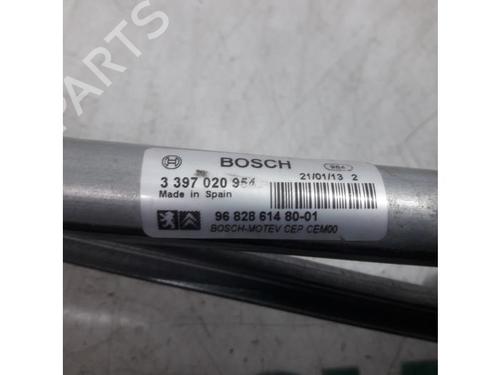 BOSCH
984
3 397 020 954
21/01/13 2
Made in Spain
96 828 614 80-01
BOSCH-MOTEV CEP CEM00
PARTS